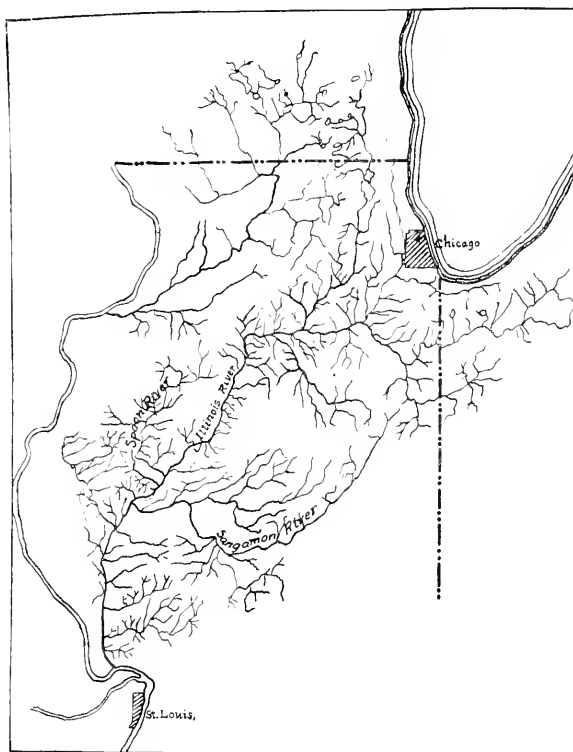 Chicago
Spoon River
Illinois River
Sangamon River
St. Louis,